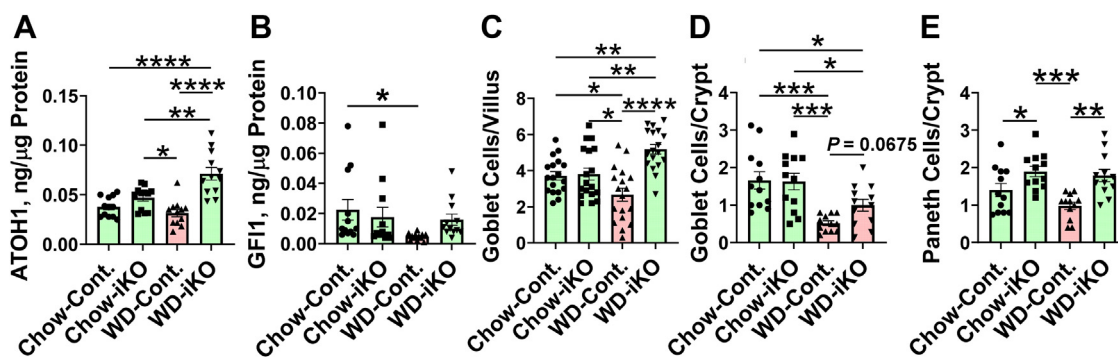 A
ATOH1, ng/μg Protein
0.15
0.10
0.05
0.00
****
****
**
*
Chow-Cont.
Chow-iKO
WD-Cont.
WD-iKO
B
GFI1, ng/μg Protein
0.10
0.08
0.06
0.04
0.02
0.00
*
Chow-Cont.
Chow-iKO
WD-Cont.
WD-iKO
C
Goblet Cells/Villus
8
6
4
2
0
**
**
*
****
*
Chow-Cont.
Chow-iKO
WD-Cont.
WD-iKO
D
Goblet Cells/Crypt
4
3
2
1
0
*
*
***
***
P = 0.0675
Chow-Cont.
Chow-iKO
WD-Cont.
WD-iKO
E
Paneth Cells/Crypt
4
3
2
1
0
***
*
**
Chow-Cont.
Chow-iKO
WD-Cont.
WD-iKO